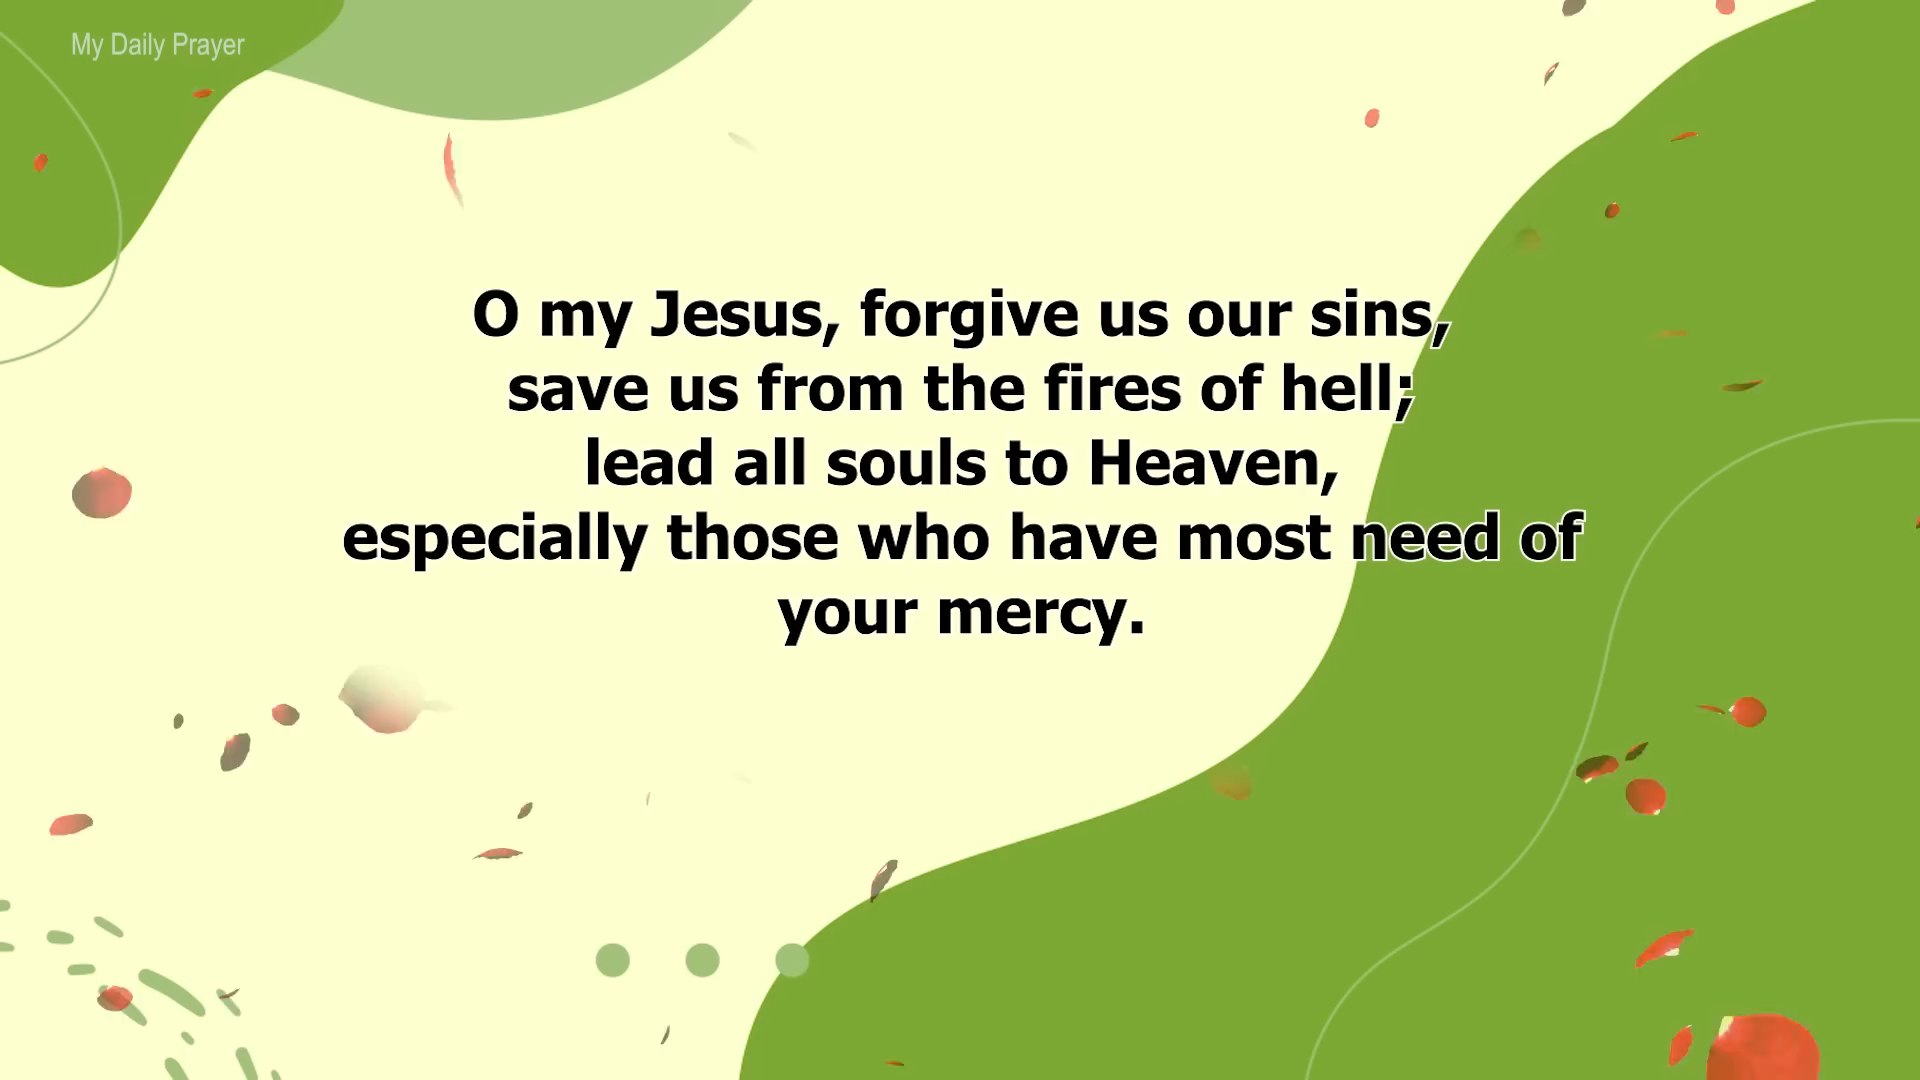 My Daily Prayer
O my Jesus, forgive us our sins,
save us from the fires of hell;
lead all souls to Heaven,
especially those who have most need of
your mercy.